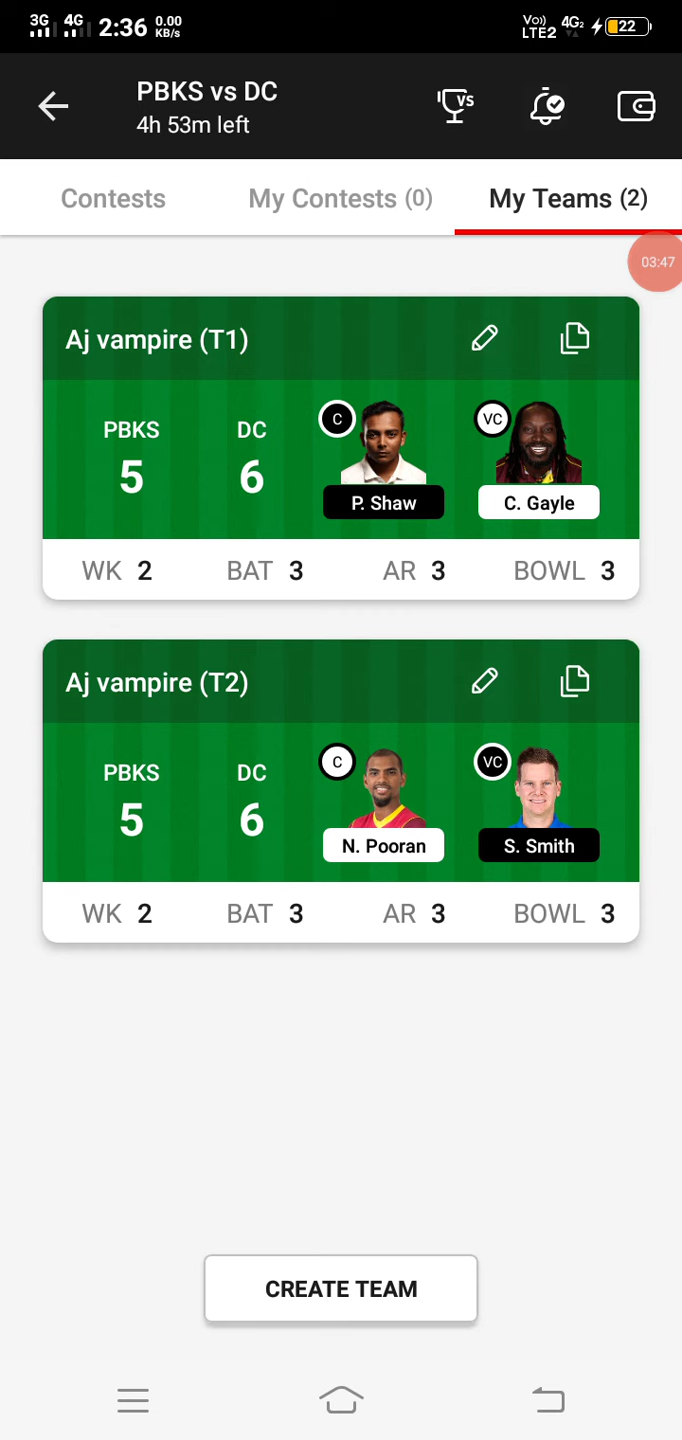 3G 4G 2:36 0.00 KB/s Vo)) LTE2 4G2 22
PBKS vs DC
4h 53m left
VS
Contests My Contests (0) My Teams (2)
03:47
Aj vampire (T1)
PBKS DC C VC
5 6
P. Shaw C. Gayle
WK 2 BAT 3 AR 3 BOWL 3
Aj vampire (T2)
PBKS DC C VC
5 6
N. Pooran S. Smith
WK 2 BAT 3 AR 3 BOWL 3
CREATE TEAM